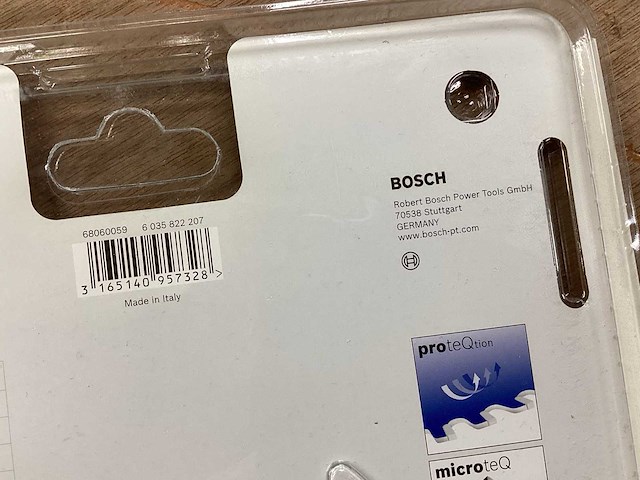 BOSCH
Robert Bosch Power Tools GmbH
70538 Stuttgart
GERMANY
www.bosch-pt.com
68060059 6 035 822 207
3 165140 957328 >
Made in Italy
proteQtion
microteQ